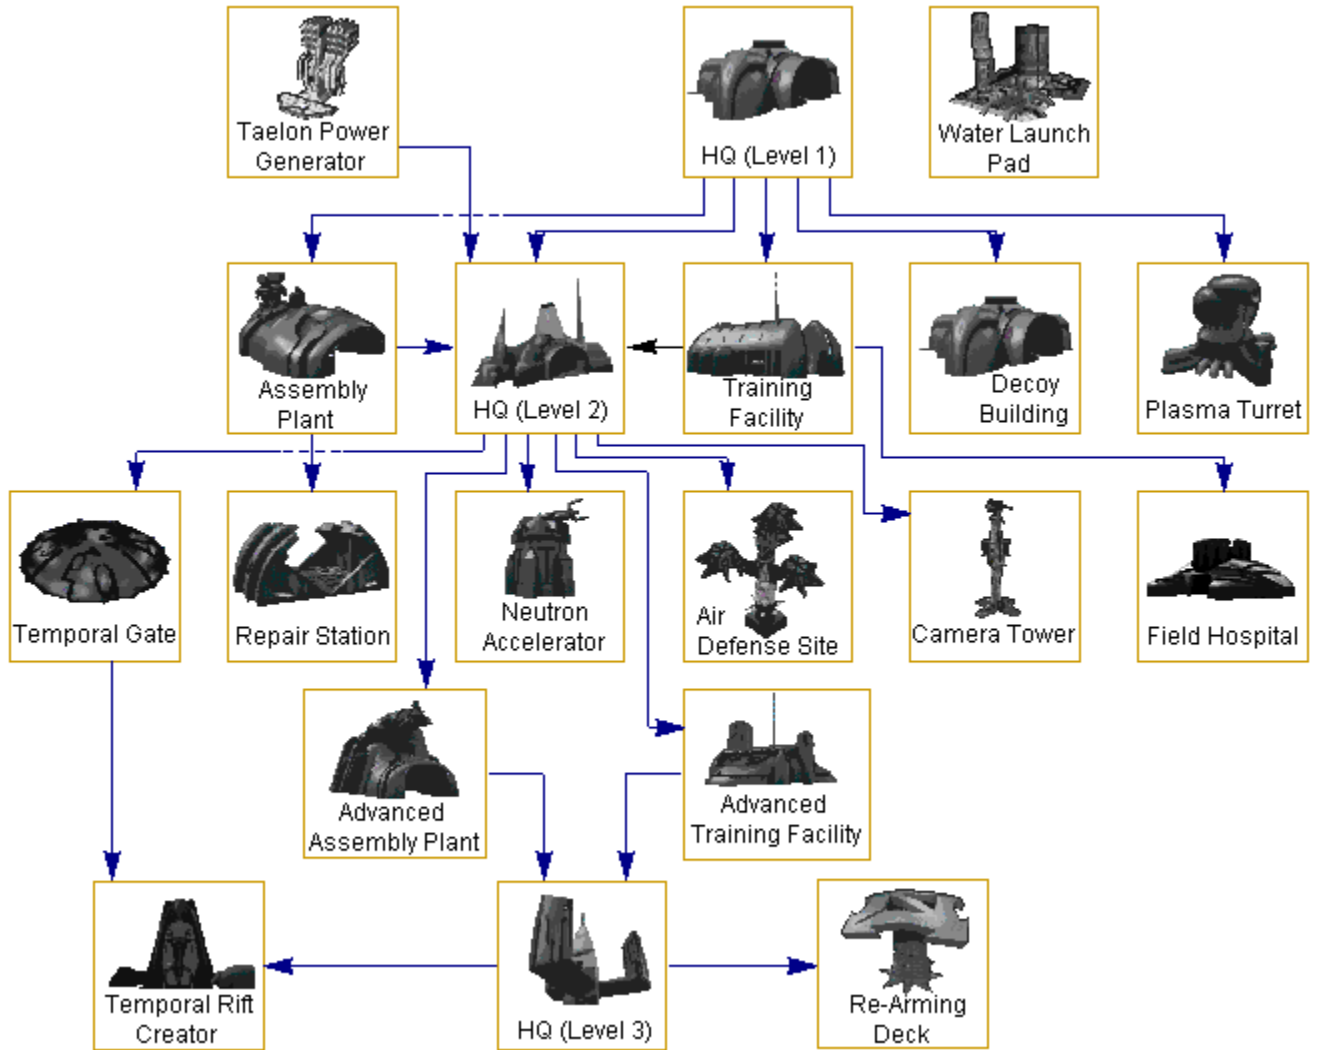 Taelon Power
Generator
HQ (Level 1)
Water Launch
Pad
Assembly
Plant
HQ (Level 2)
Training
Facility
Decoy
Building
Plasma Turret
Temporal Gate
Repair Station
Neutron
Accelerator
Air
Defense Site
Camera Tower
Field Hospital
Advanced
Assembly Plant
Advanced
Training Facility
Temporal Rift
Creator
HQ (Level 3)
Re-Arming
Deck